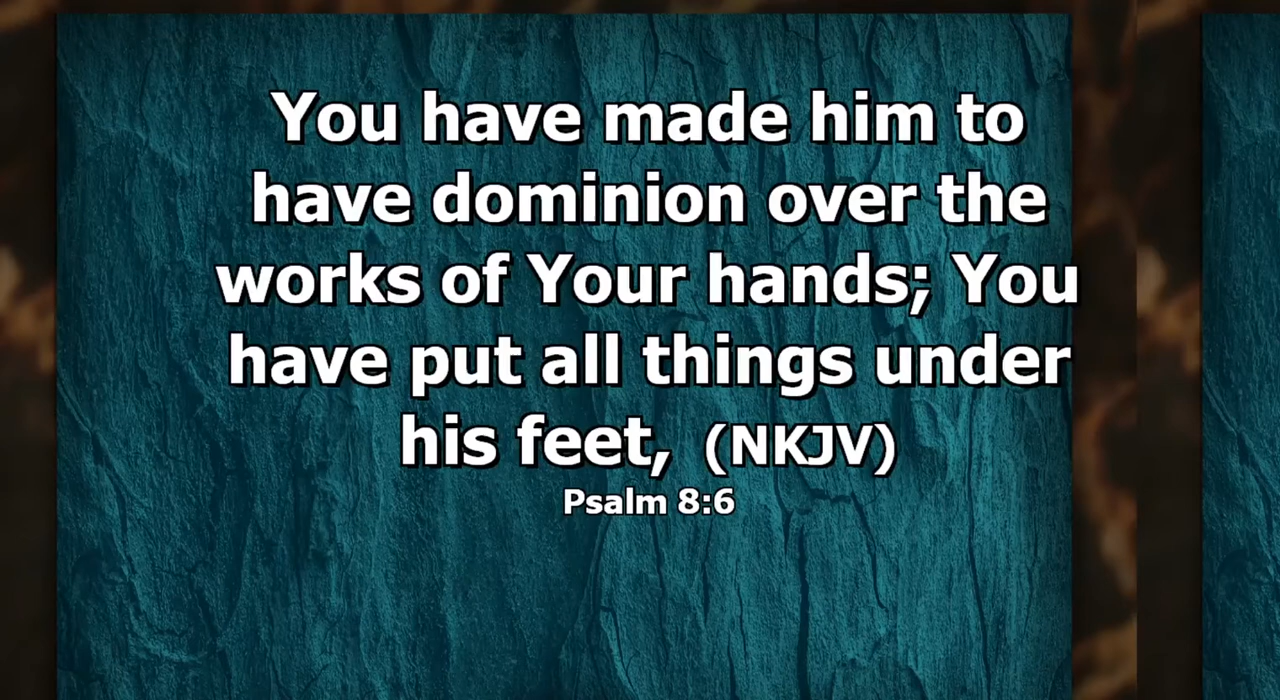 You have made him to
have dominion over the
works of Your hands; You
have put all things under
his feet, (NKJV)
Psalm 8:6